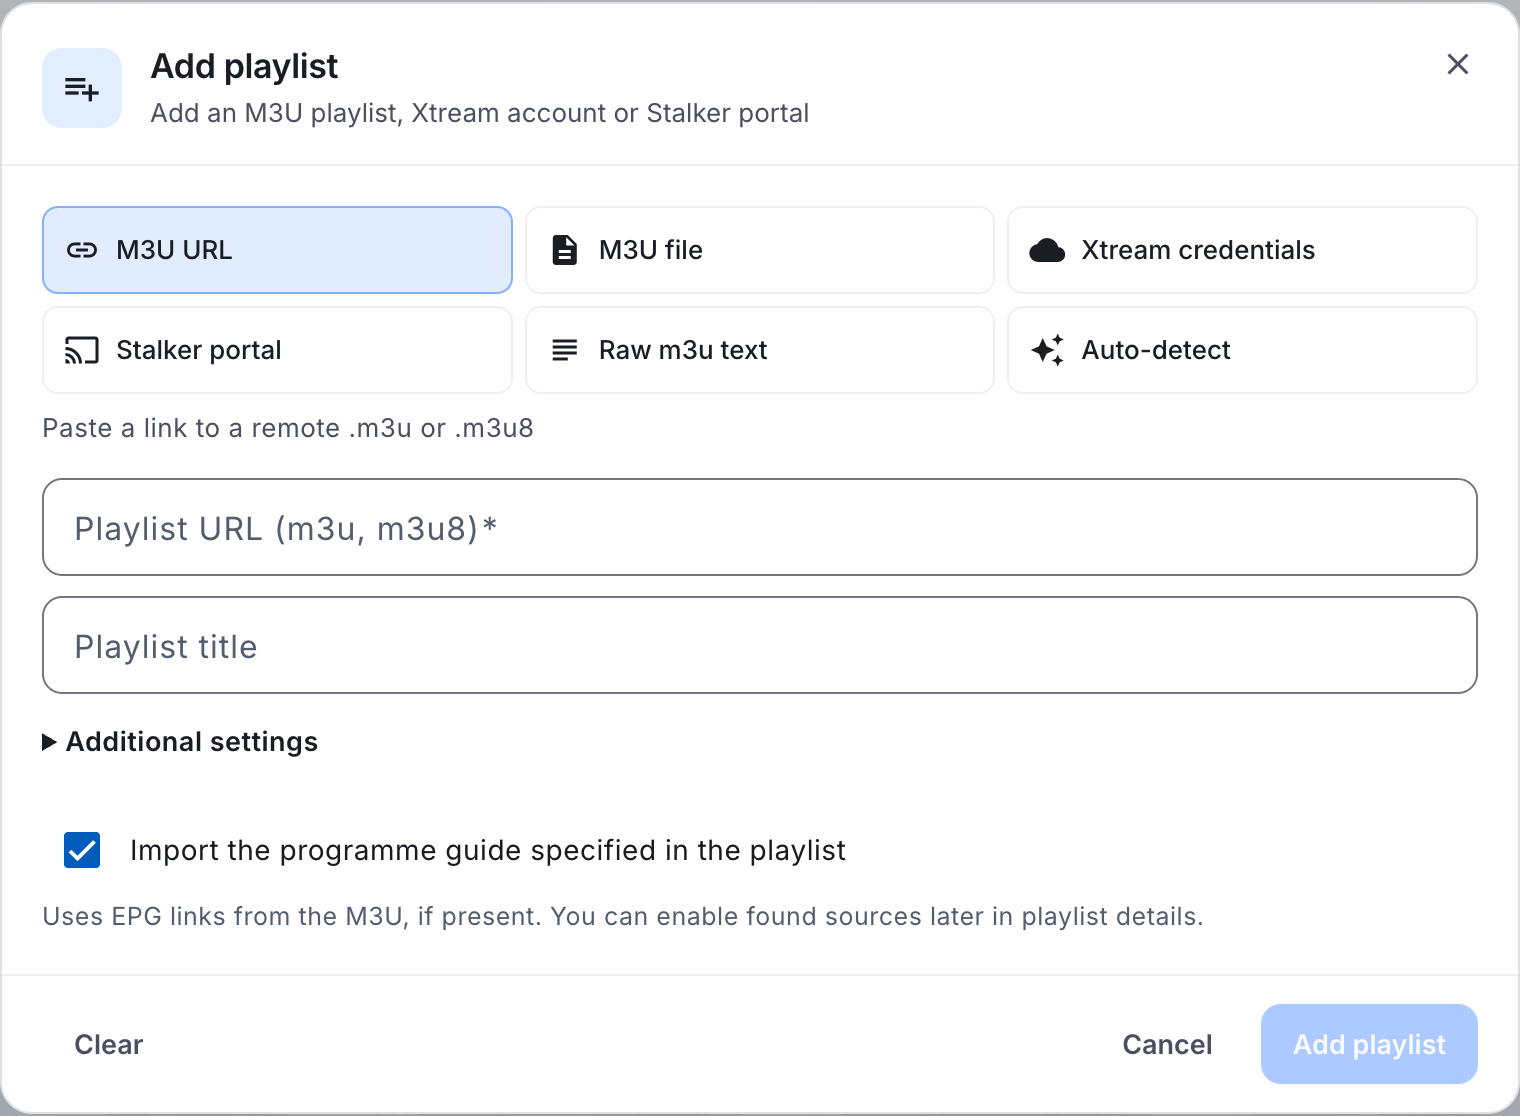 Add playlist
Add an M3U playlist, Xtream account or Stalker portal
M3U URL
M3U file
Xtream credentials
Stalker portal
Raw m3u text
Auto-detect
Paste a link to a remote .m3u or .m3u8
Playlist URL (m3u, m3u8)*
Playlist title
Additional settings
Import the programme guide specified in the playlist
Uses EPG links from the M3U, if present. You can enable found sources later in playlist details.
Clear
Cancel
Add playlist